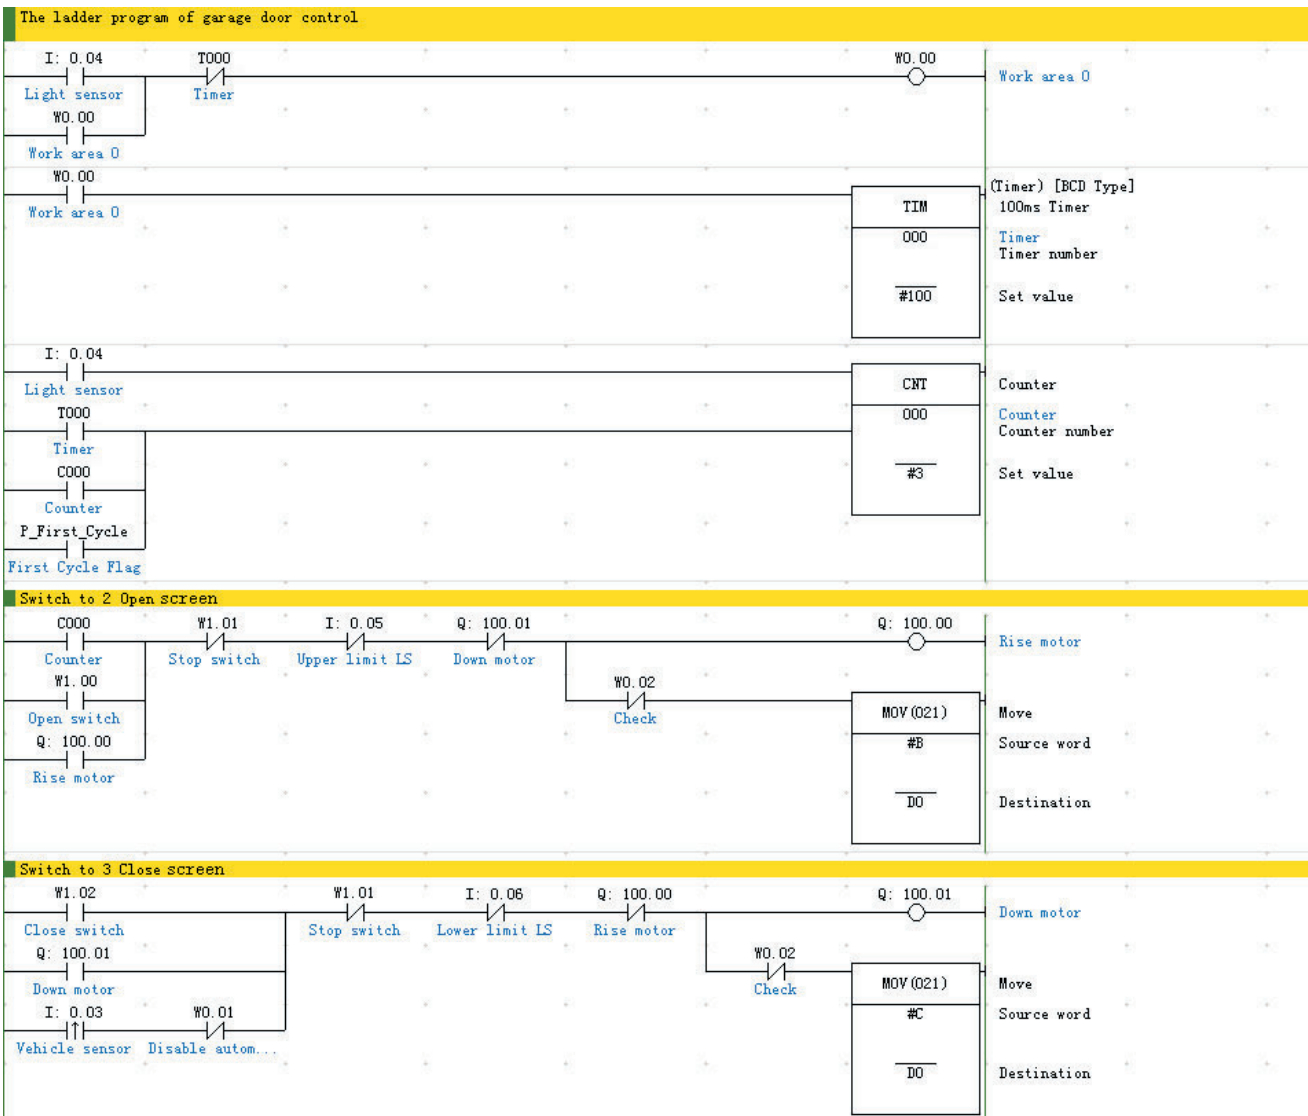 The ladder program of garage door control
I: 0.04 T000 W0.00
Work area 0
Light sensor Timer
W0.00
Work area 0
W0.00
(Timer) [BCD Type]
TIM 100ms Timer
Work area 0
000 Timer
Timer number
#100 Set value
I: 0.04
Light sensor
CNT Counter
T000 000 Counter
Counter number
Timer
C000 #3 Set value
Counter
P_First_Cycle
First Cycle Flag
Switch to 2 Open screen
C000 W1.01 I: 0.05 Q: 100.01 Q: 100.00
Rise motor
Counter Stop switch Upper limit LS Down motor
W1.00 W0.02
Open switch Check MOV(021) Move
Q: 100.00 #B Source word
Rise motor
D0 Destination
Switch to 3 Close screen
W1.02 W1.01 I: 0.06 Q: 100.00 Q: 100.01
Down motor
Close switch Stop switch Lower limit LS Rise motor
Q: 100.01 W0.02
Down motor Check MOV(021) Move
I: 0.03 W0.01 #C Source word
Vehicle sensor Disable autom...
D0 Destination